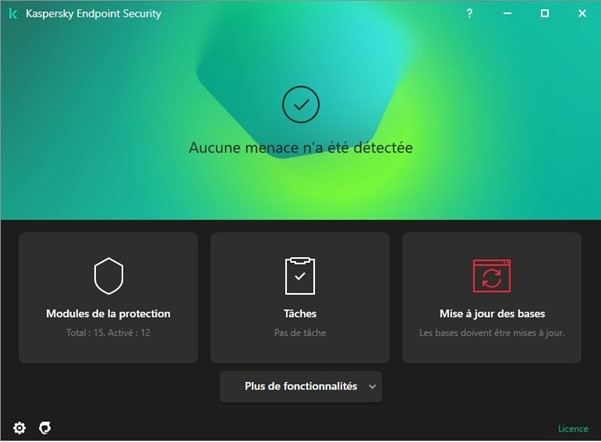 Kaspersky Endpoint Security
?
Aucune menace n'a été détectée
Modules de la protection
Total : 15. Activé : 12
Tâches
Pas de tâche
Mise à jour des bases
Les bases doivent être mises à jour.
Plus de fonctionnalités
Licence